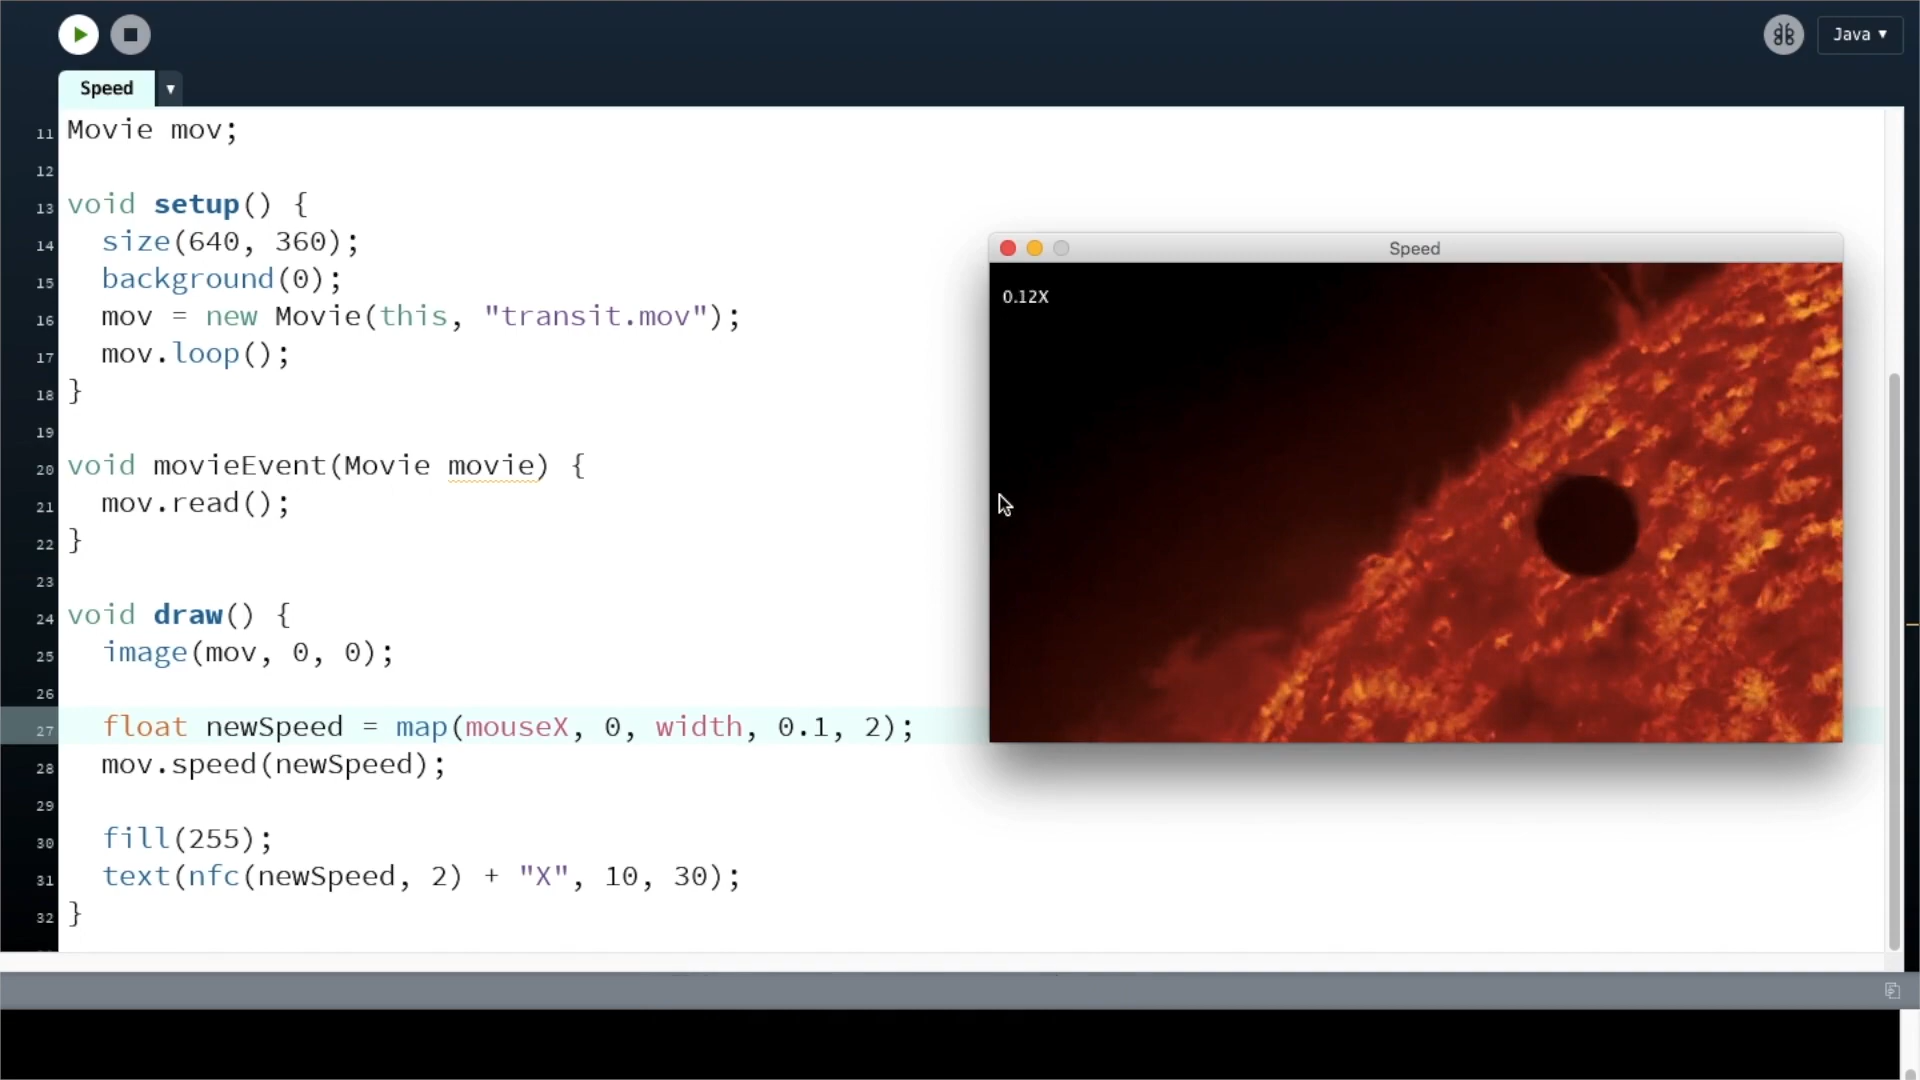 Java ▾
Speed ▾
11 Movie mov;
12
13 void setup() {
14   size(640, 360);
15   background(0);
16   mov = new Movie(this, "transit.mov");
17   mov.loop();
18 }
19
20 void movieEvent(Movie movie) {
21   mov.read();
22 }
23
24 void draw() {
25   image(mov, 0, 0);
26
27   float newSpeed = map(mouseX, 0, width, 0.1, 2);
28   mov.speed(newSpeed);
29
30   fill(255);
31   text(nfc(newSpeed, 2) + "X", 10, 30);
32 }
Speed
0.12X